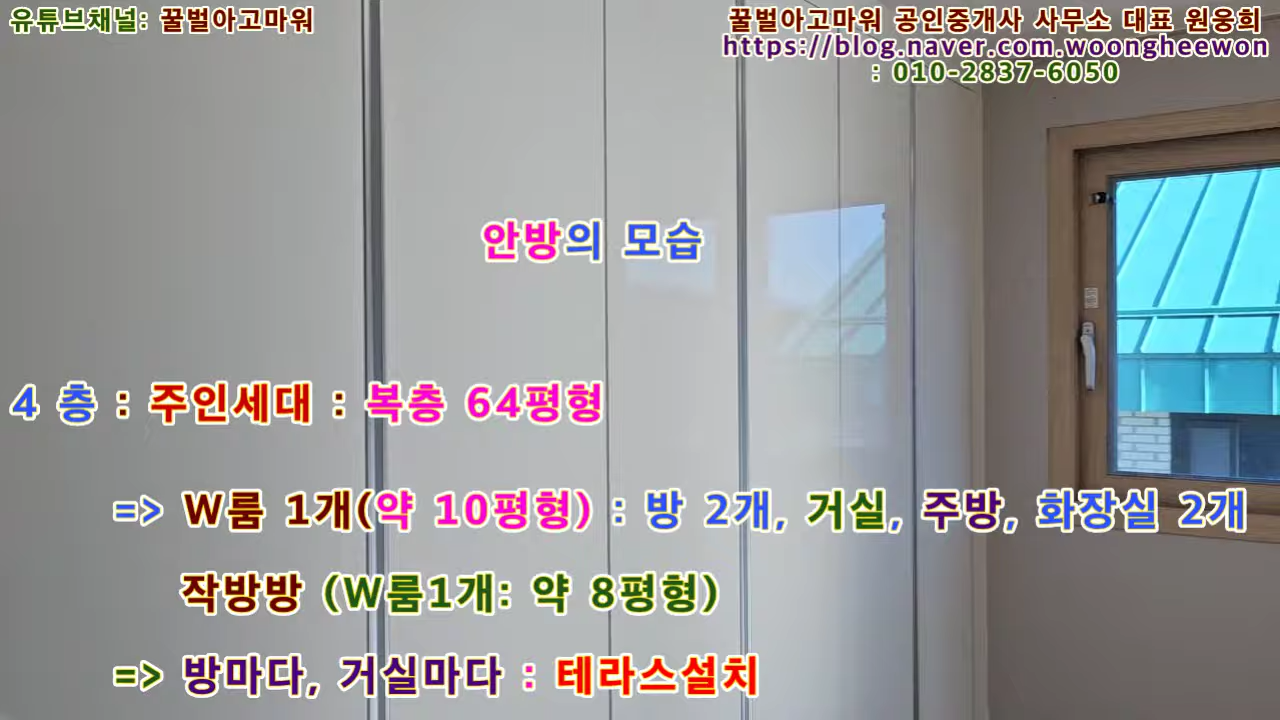 유튜브채널: 꿀벌아고마워
꿀벌아고마워 공인중개사 사무소 대표 원웅희
https://blog.naver.com.woongheewon
: 010-2837-6050
안방의 모습
4 층 : 주인세대 : 복층 64평형
=> W룸 1개(약 10평형) : 방 2개, 거실, 주방, 화장실 2개
작방방 (W룸1개: 약 8평형)
=> 방마다, 거실마다 : 테라스설치